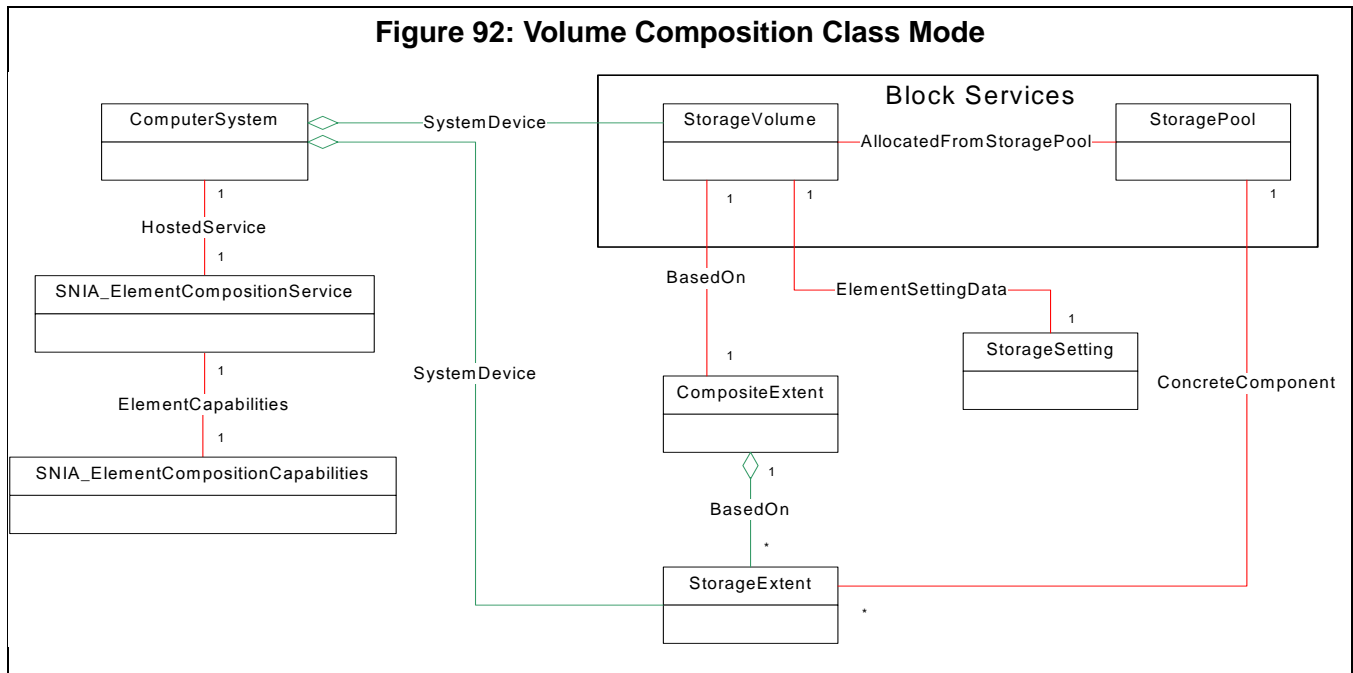 Figure 92: Volume Composition Class Mode
Block Services
ComputerSystem
SystemDevice
StorageVolume
AllocatedFromStoragePool
StoragePool
1
1
1
1
HostedService
1
SNIA_ElementCompositionService
BasedOn
ElementSettingData
1
StorageSetting
1
1
SystemDevice
ConcreteComponent
ElementCapabilities
CompositeExtent
1
SNIA_ElementCompositionCapabilities
1
BasedOn
*
StorageExtent
*